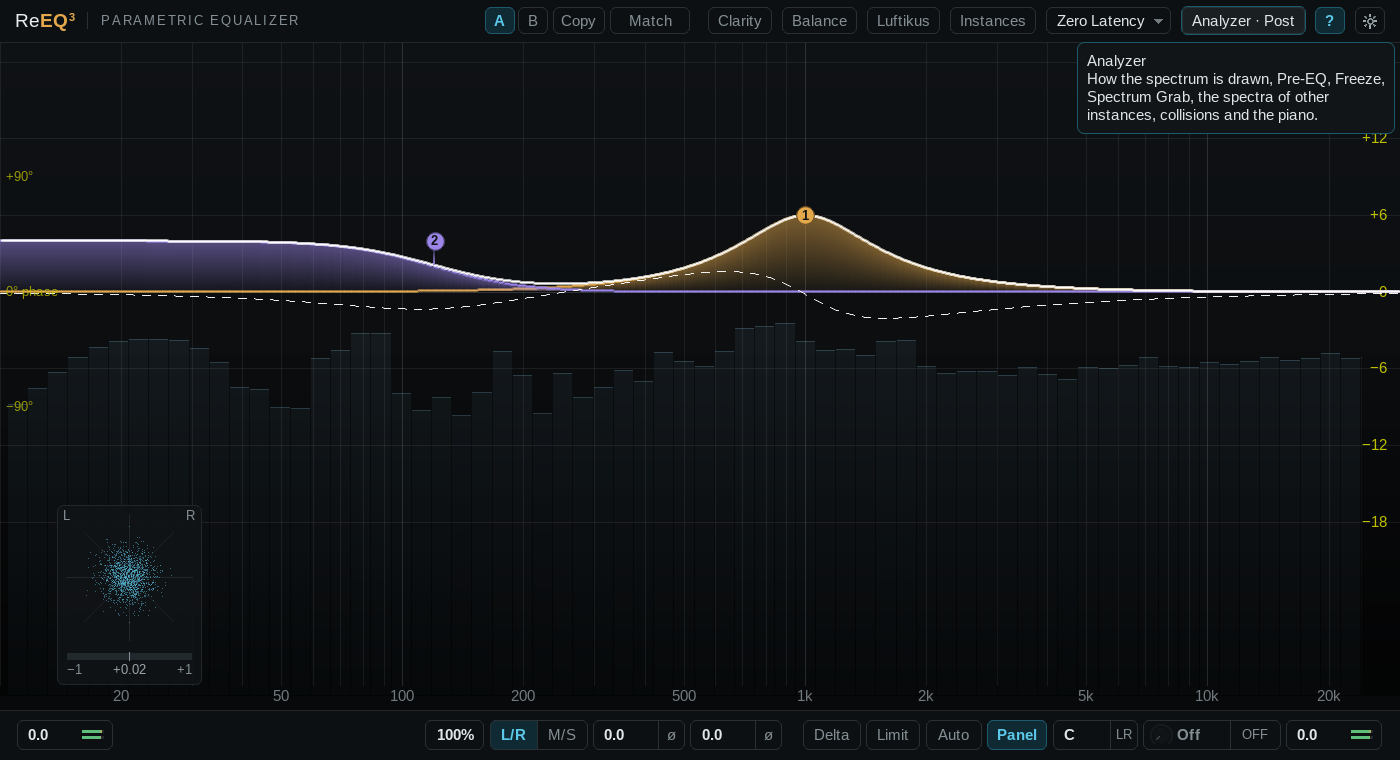 ReEQ³ PARAMETRIC EQUALIZER A B Copy Match Clarity Balance Luftikus Instances Zero Latency Analyzer · Post ?
Analyzer
How the spectrum is drawn, Pre-EQ, Freeze,
Spectrum Grab, the spectra of other
instances, collisions and the piano.
+12
+90°
+6
1
2
0° phase 0
−6
−90°
−12
L R
−18
−1 +0.02 +1
20 50 100 200 500 1k 2k 5k 10k 20k
0.0 100% L/R M/S 0.0 ø 0.0 ø Delta Limit Auto Panel C LR Off OFF 0.0